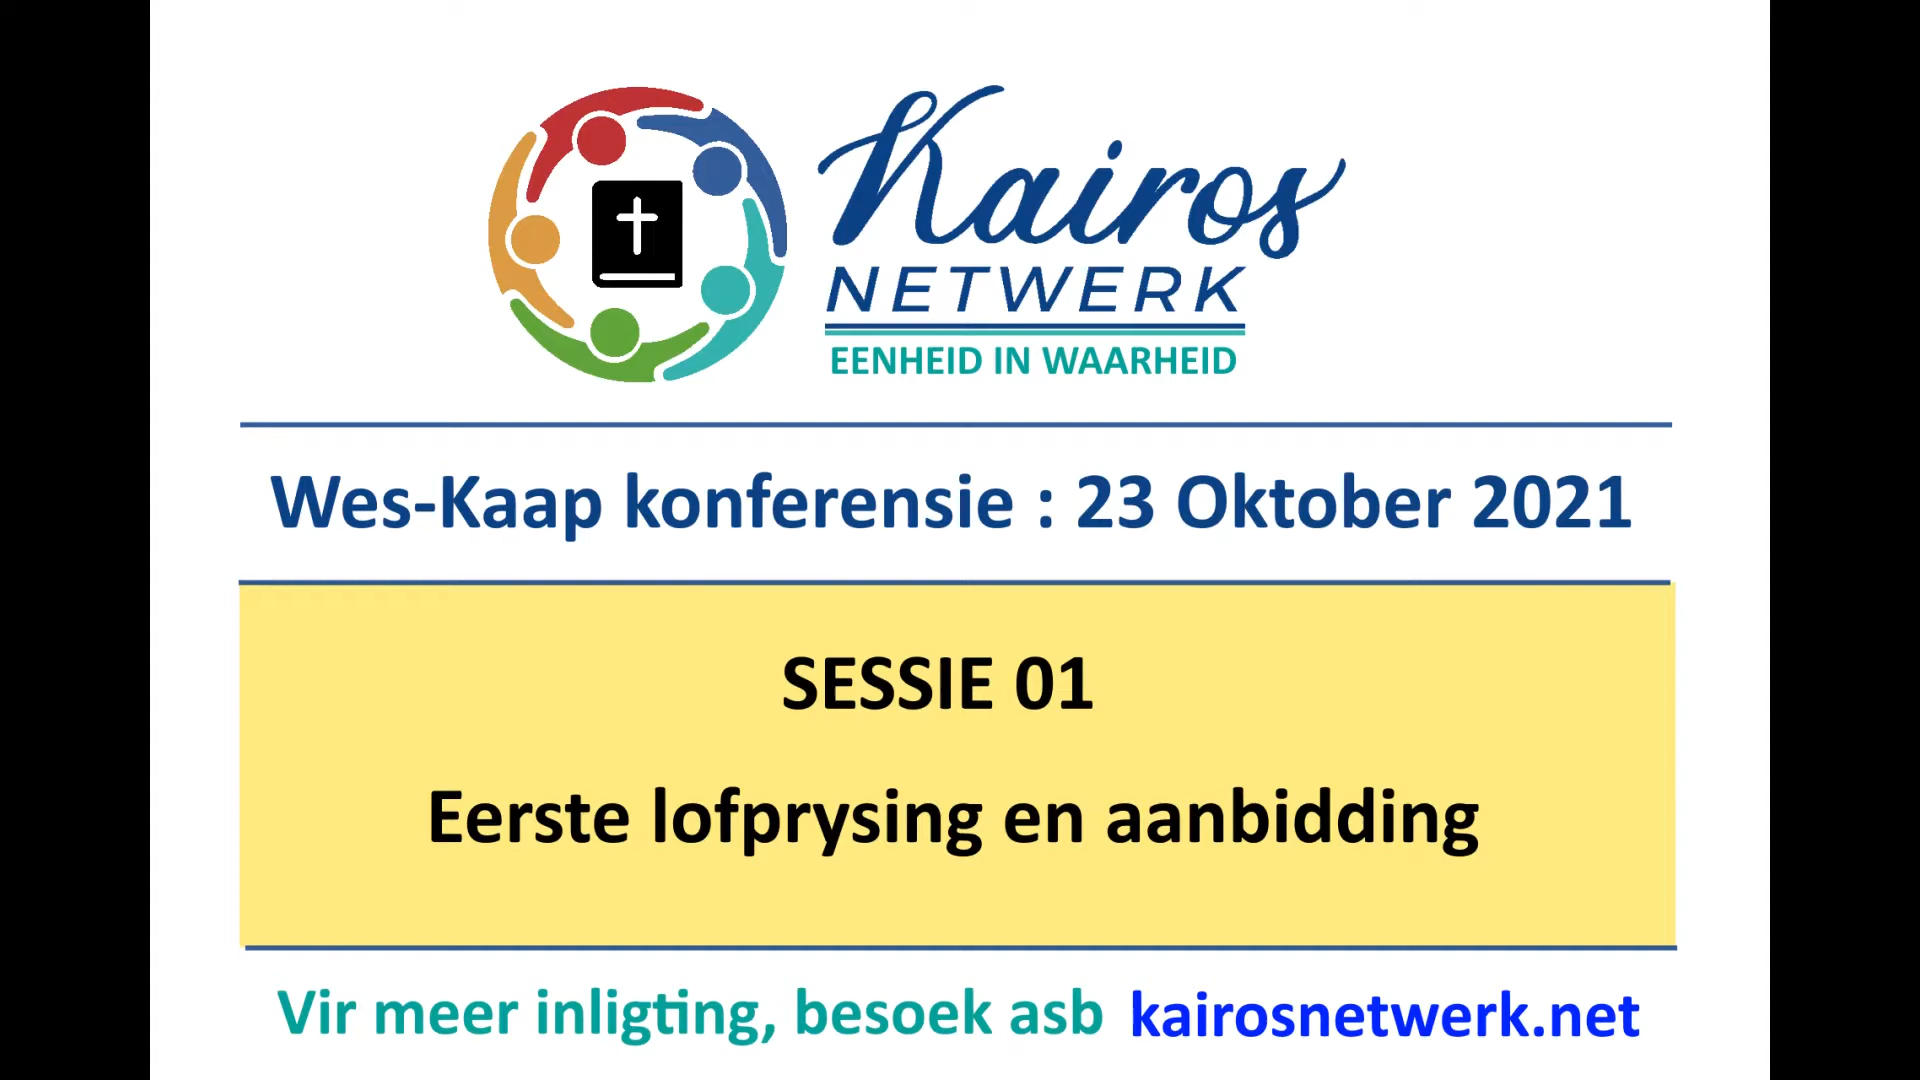 Kairos
NETWERK
EENHEID IN WAARHEID
Wes-Kaap konferensie : 23 Oktober 2021
SESSIE 01
Eerste lofprysing en aanbidding
Vir meer inligting, besoek asb kairosnetwerk.net